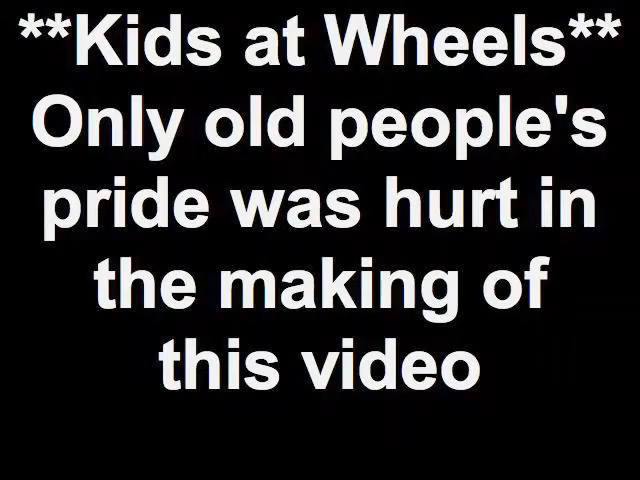 **Kids at Wheels**
Only old people's
pride was hurt in
the making of
this video